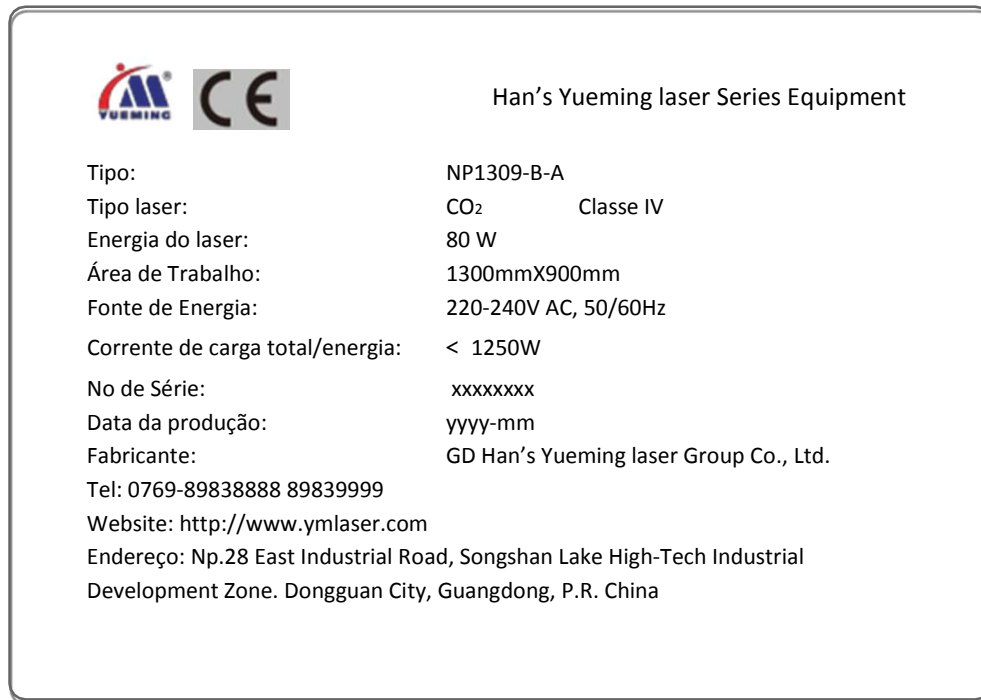 YUEMING ® CE
Han's Yueming laser Series Equipment
Tipo: NP1309-B-A
Tipo laser: CO₂ Classe IV
Energia do laser: 80 W
Área de Trabalho: 1300mmX900mm
Fonte de Energia: 220-240V AC, 50/60Hz
Corrente de carga total/energia: < 1250W
No de Série: xxxxxxxx
Data da produção: yyyy-mm
Fabricante: GD Han's Yueming laser Group Co., Ltd.
Tel: 0769-89838888 89839999
Website: http://www.ymlaser.com
Endereço: Np.28 East Industrial Road, Songshan Lake High-Tech Industrial
Development Zone. Dongguan City, Guangdong, P.R. China